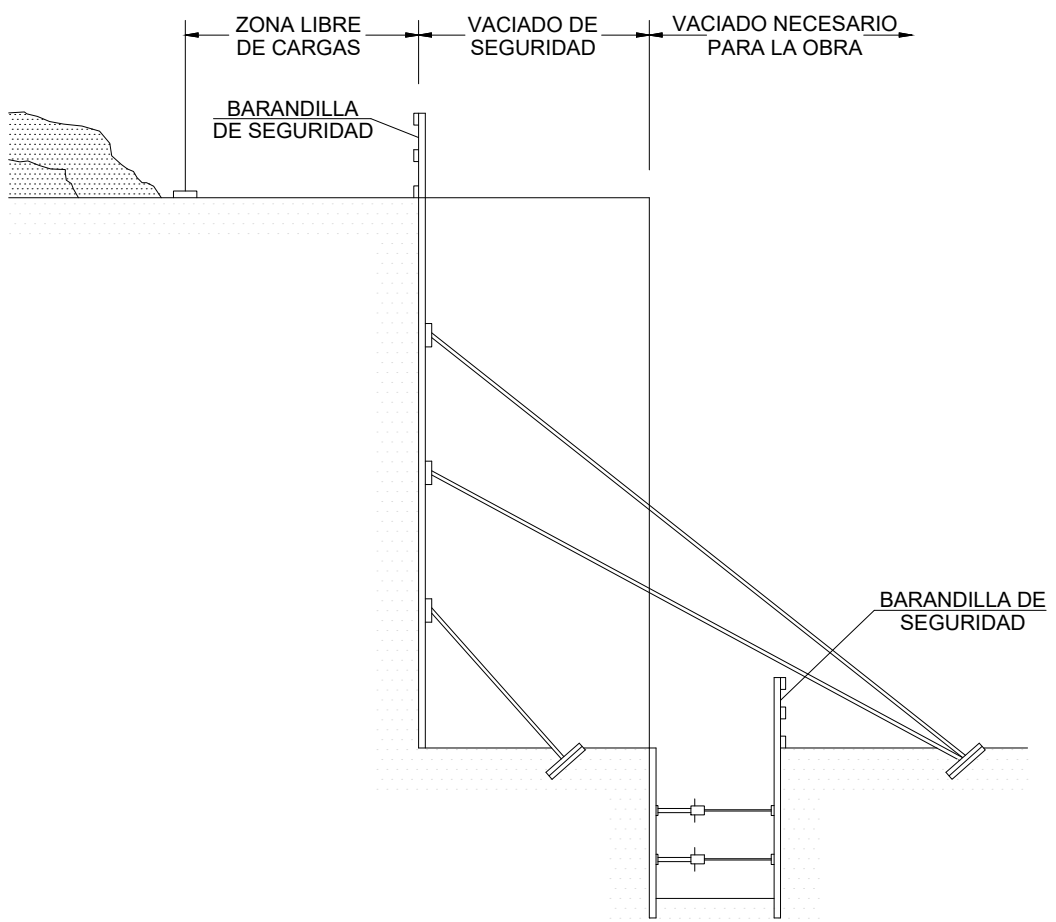 ZONA LIBRE
DE CARGAS
VACIADO DE
SEGURIDAD
VACIADO NECESARIO
PARA LA OBRA
BARANDILLA
DE SEGURIDAD
BARANDILLA DE
SEGURIDAD